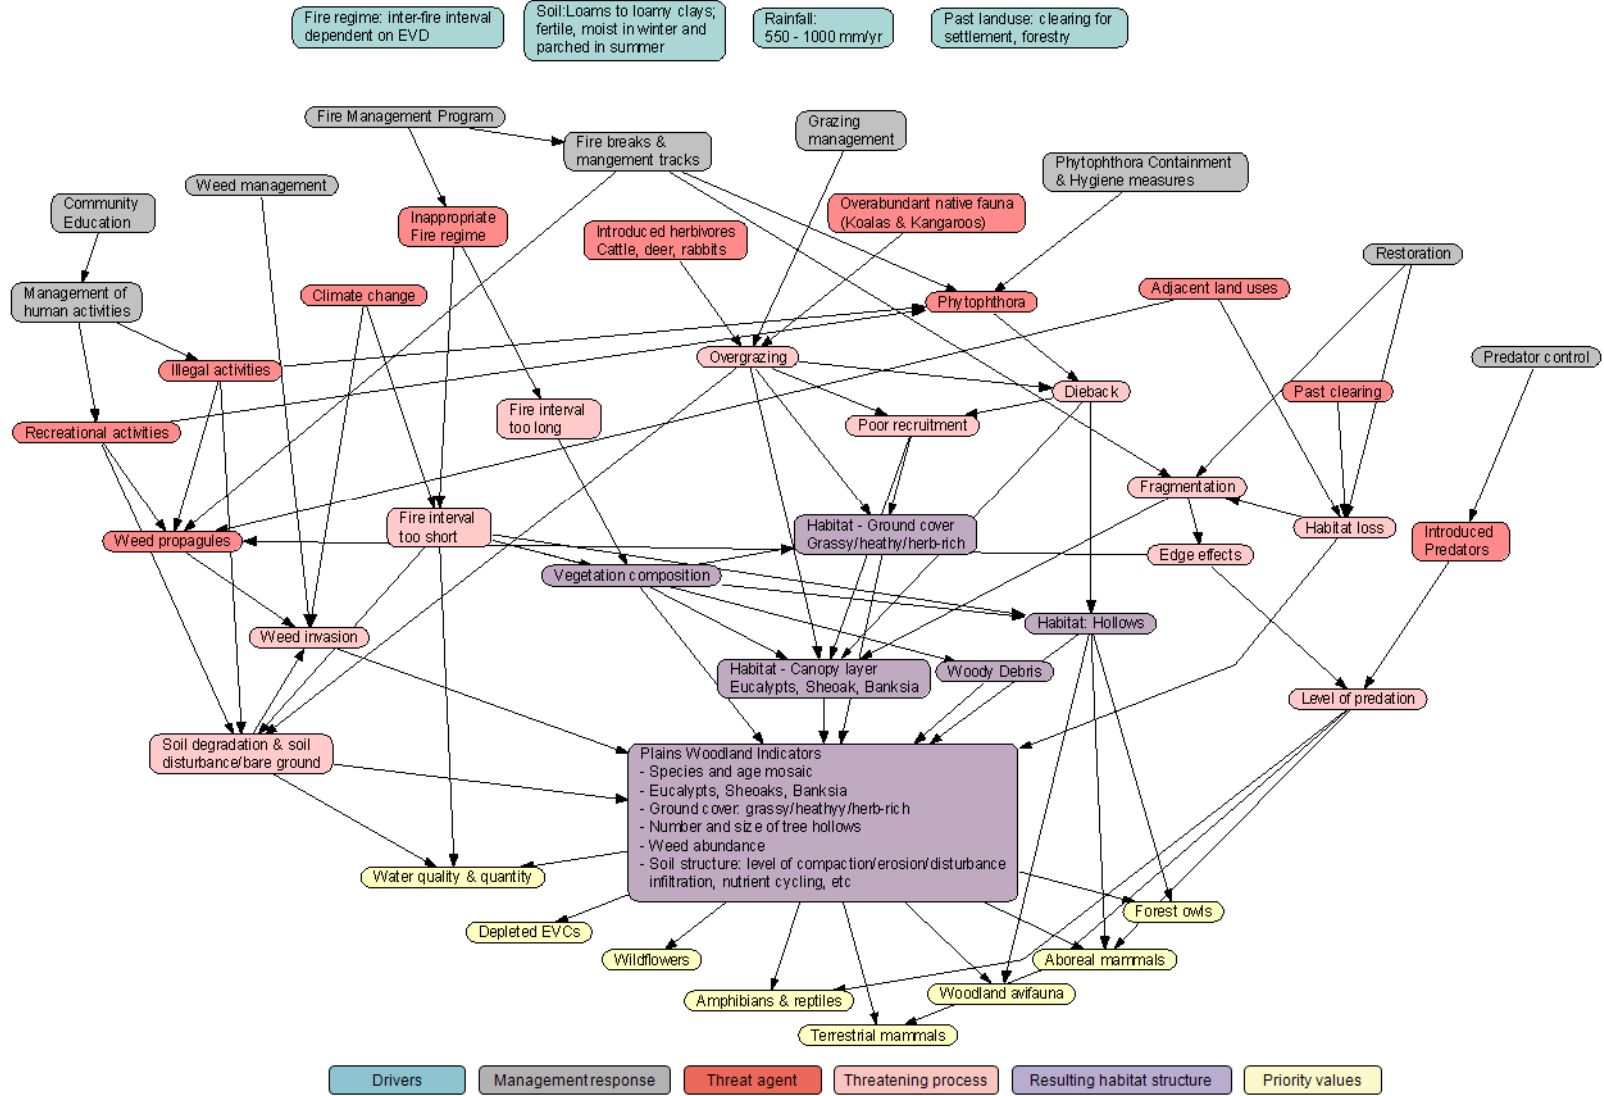 Fire regime: inter-fire interval
dependent on EVD
Soil:Loams to loamy clays;
fertile, moist in winter and
parched in summer
Rainfall:
550 - 1000 mm/yr
Past landuse: clearing for
settlement, forestry
Fire Management Program
Fire breaks &
mangement tracks
Grazing
management
Phytophthora Containment
& Hygiene measures
Weed management
Community
Education
Inappropriate
Fire regime
Introduced herbivores
Cattle, deer, rabbits
Overabundant native fauna
(Koalas & Kangaroos)
Restoration
Management of
human activities
Climate change
Phytophthora
Adjacent land uses
Illegal activities
Overgrazing
Predator control
Dieback
Past clearing
Recreational activities
Fire interval
too long
Poor recruitment
Fragmentation
Weed propagules
Fire interval
too short
Habitat - Ground cover
Grassy/heathy/herb-rich
Edge effects
Habitat loss
Introduced
Predators
Vegetation composition
Weed invasion
Habitat: Hollows
Habitat - Canopy layer
Eucalypts, Sheoak, Banksia
Woody Debris
Level of predation
Soil degradation & soil
disturbance/bare ground
Plains Woodland Indicators
- Species and age mosaic
- Eucalypts, Sheoaks, Banksia
- Ground cover: grassy/heathyy/herb-rich
- Number and size of tree hollows
- Weed abundance
- Soil structure: level of compaction/erosion/disturbance
infiltration, nutrient cycling, etc
Water quality & quantity
Forest owls
Depleted EVCs
Wildflowers
Aboreal mammals
Amphibians & reptiles
Woodland avifauna
Terrestrial mammals
Drivers
Management response
Threat agent
Threatening process
Resulting habitat structure
Priority values